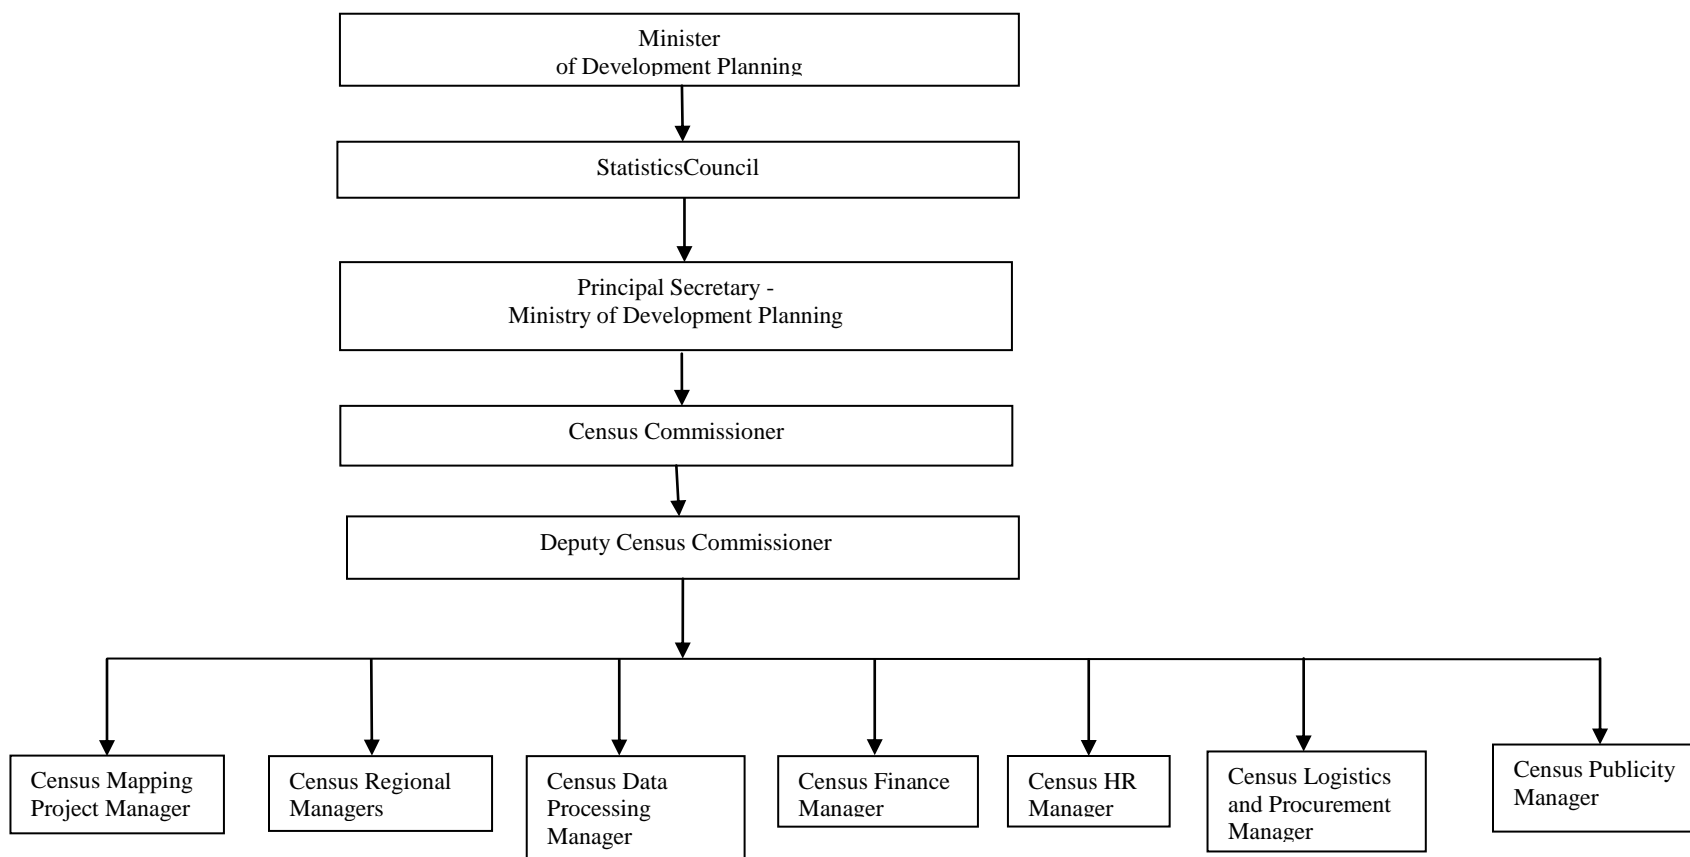 Minister
of Development Planning
StatisticsCouncil
Principal Secretary -
Ministry of Development Planning
Census Commissioner
Deputy Census Commissioner
Census Mapping
Project Manager
Census Regional
Managers
Census Data
Processing
Manager
Census Finance
Manager
Census HR
Manager
Census Logistics
and Procurement
Manager
Census Publicity
Manager